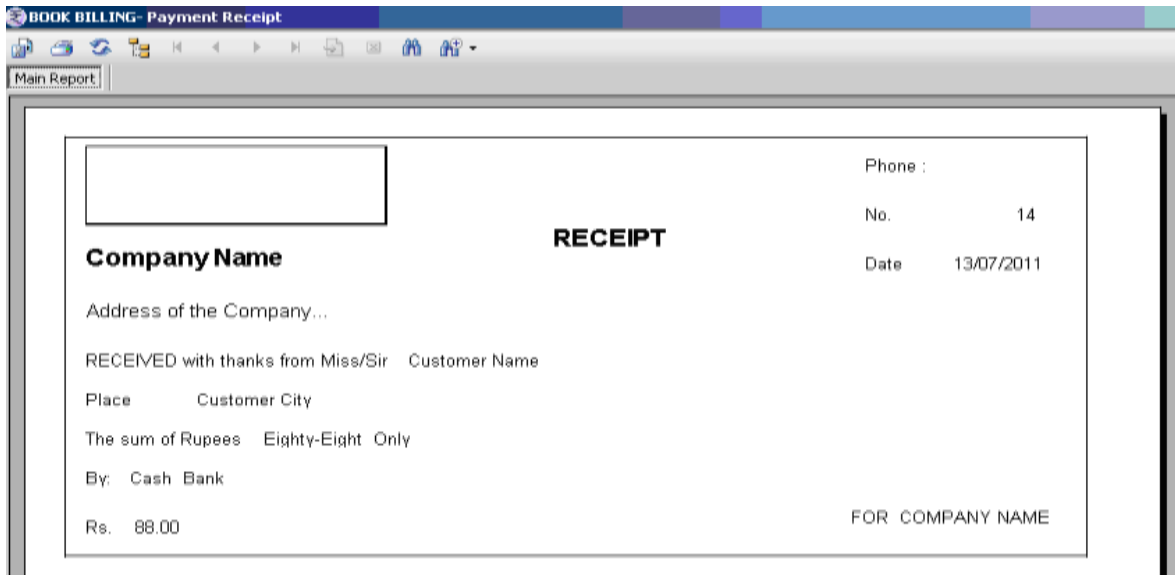 BOOK BILLING- Payment Receipt
Main Report
Phone :
No. 14
RECEIPT
Company Name
Date 13/07/2011
Address of the Company...
RECEIVED with thanks from Miss/Sir Customer Name
Place Customer City
The sum of Rupees Eighty-Eight Only
By: Cash Bank
FOR COMPANY NAME
Rs. 88.00